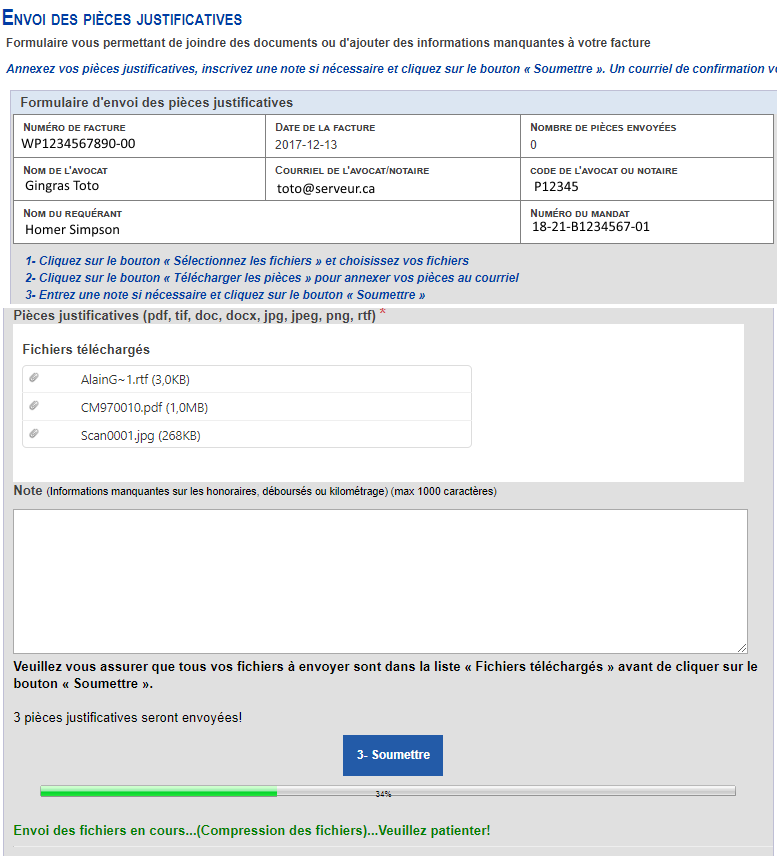 ENVOI DES PIÈCES JUSTIFICATIVES
Formulaire vous permettant de joindre des documents ou d'ajouter des informations manquantes à votre facture
Annexez vos pièces justificatives, inscrivez une note si nécessaire et cliquez sur le bouton « Soumettre ». Un courriel de confirmation
Formulaire d'envoi des pièces justificatives
NUMÉRO DE FACTURE DATE DE LA FACTURE NOMBRE DE PIÈCES ENVOYÉES
WP1234567890-00 2017-12-13 0
NOM DE L'AVOCAT COURRIEL DE L'AVOCAT/NOTAIRE CODE DE L'AVOCAT OU NOTAIRE
Gingras Toto toto@serveur.ca P12345
NOM DU REQUÉRANT NUMÉRO DU MANDAT
Homer Simpson 18-21-B1234567-01
1- Cliquez sur le bouton « Sélectionnez les fichiers » et choisissez vos fichiers
2- Cliquez sur le bouton « Télécharger les pièces » pour annexer vos pièces au courriel
3- Entrez une note si nécessaire et cliquez sur le bouton « Soumettre »
Pièces justificatives (pdf, tif, doc, docx, jpg, jpeg, png, rtf) *
Fichiers téléchargés
AlainG~1.rtf (3,0KB)
CM970010.pdf (1,0MB)
Scan0001.jpg (268KB)
Note (Informations manquantes sur les honoraires, déboursés ou kilométrage) (max 1000 caractères)
Veuillez vous assurer que tous vos fichiers à envoyer sont dans la liste « Fichiers téléchargés » avant de cliquer sur le
bouton « Soumettre ».
3 pièces justificatives seront envoyées!
3- Soumettre
34%
Envoi des fichiers en cours...(Compression des fichiers)...Veuillez patienter!